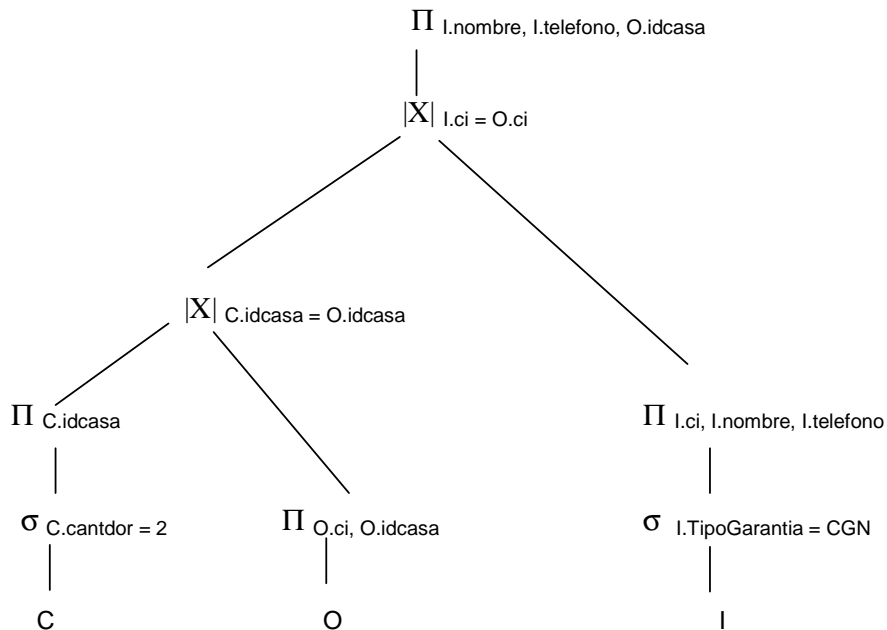 Π I.nombre, I.telefono, O.idcasa
|X| I.ci = O.ci
|X| C.idcasa = O.idcasa
Π C.idcasa
Π I.ci, I.nombre, I.telefono
σ C.cantdor = 2
Π O.ci, O.idcasa
σ I.TipoGarantia = CGN
C
O
I